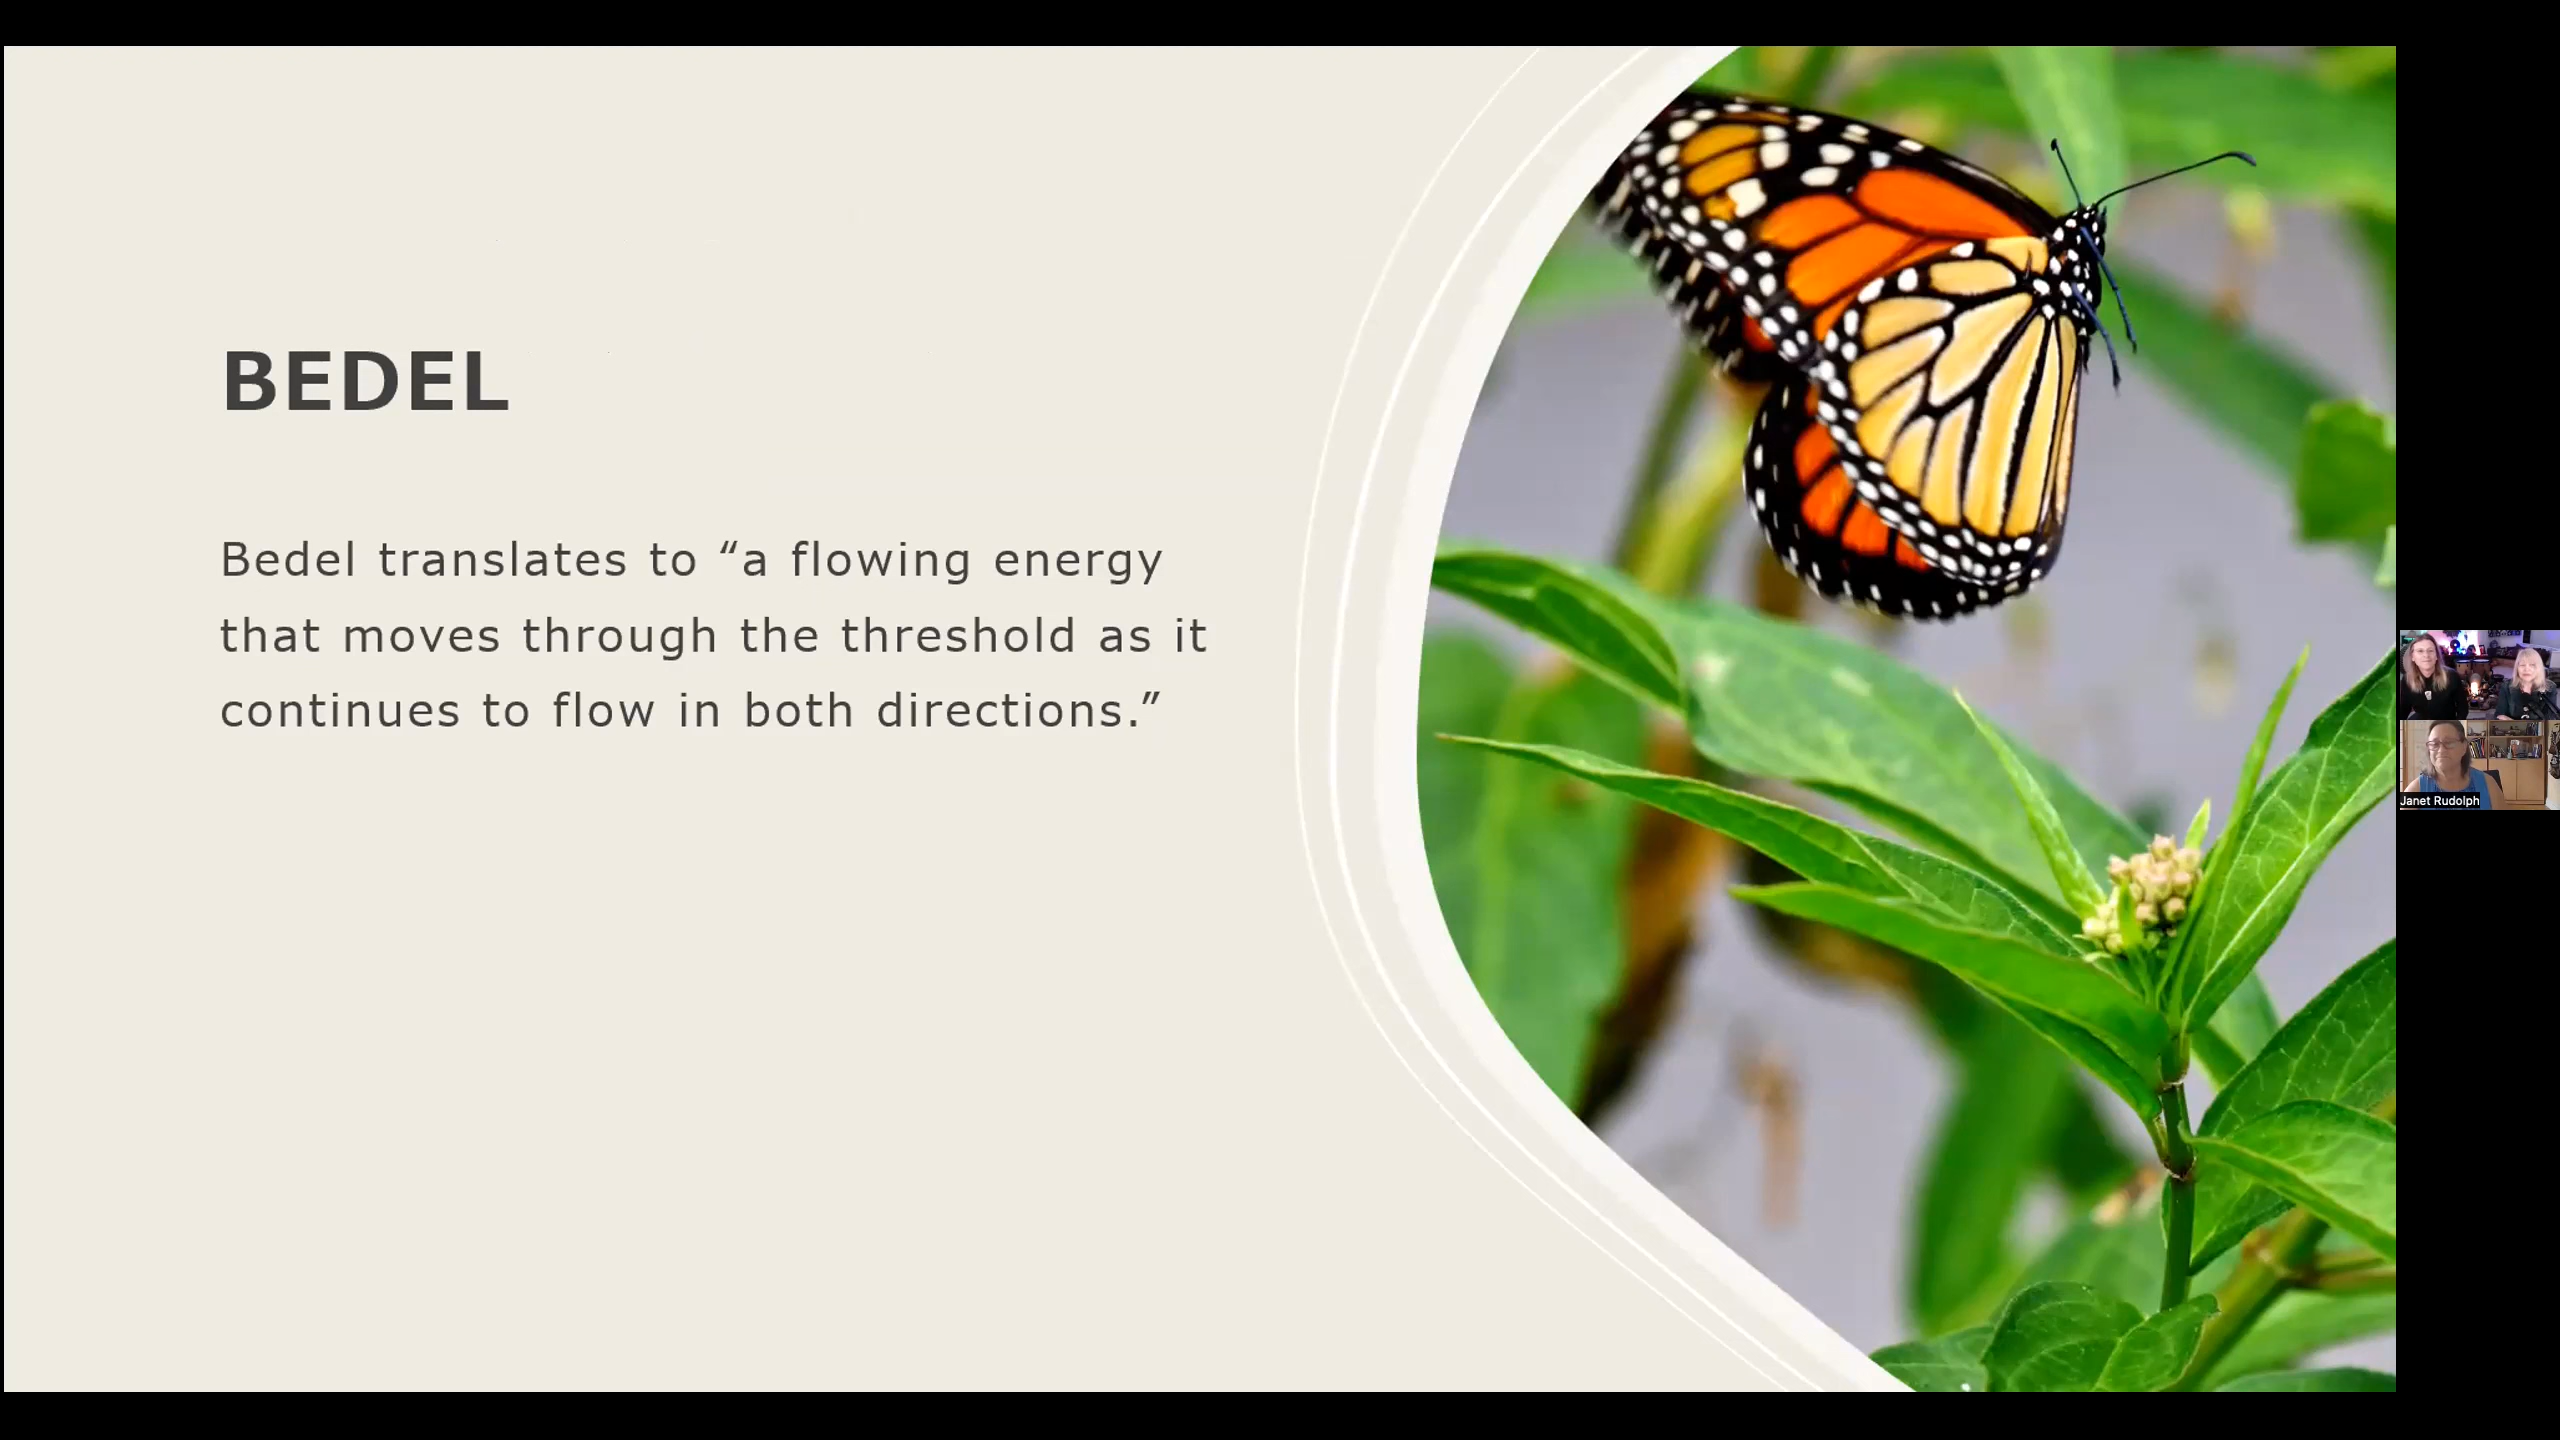 BEDEL
Bedel translates to “a flowing energy
that moves through the threshold as it
continues to flow in both directions.”
Janet Rudolph